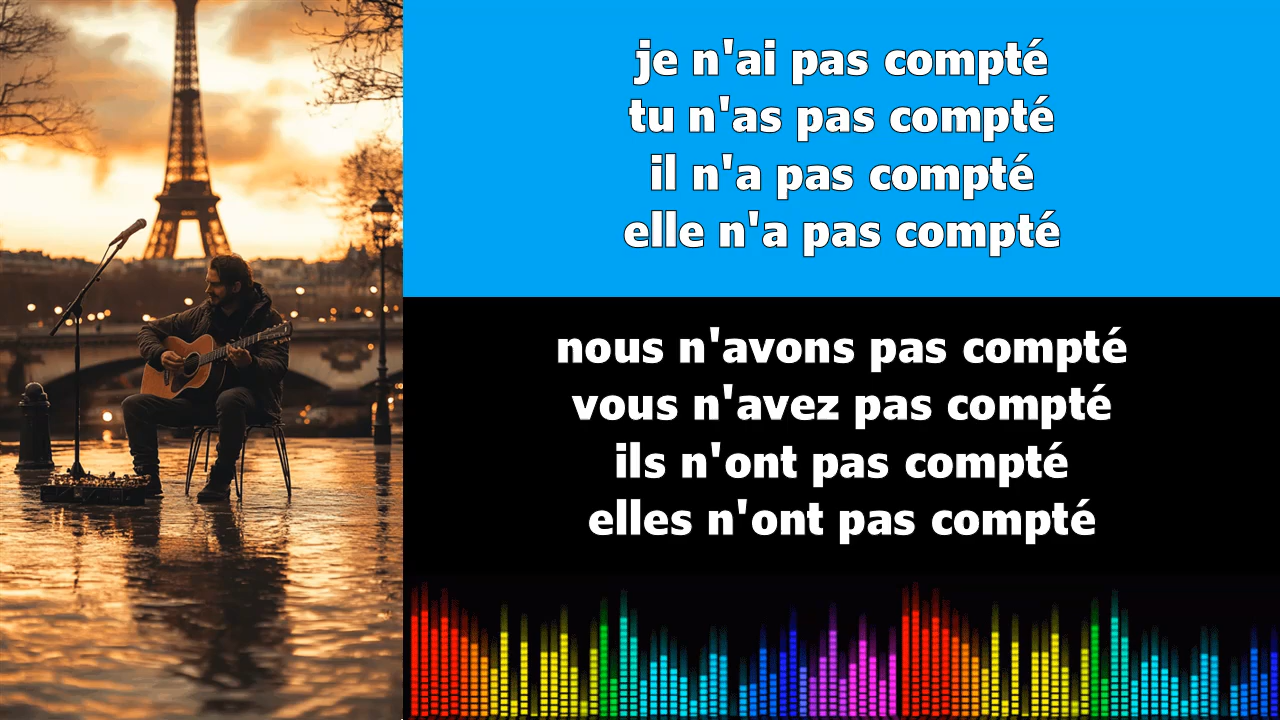 je n'ai pas compté
tu n'as pas compté
il n'a pas compté
elle n'a pas compté
nous n'avons pas compté
vous n'avez pas compté
ils n'ont pas compté
elles n'ont pas compté